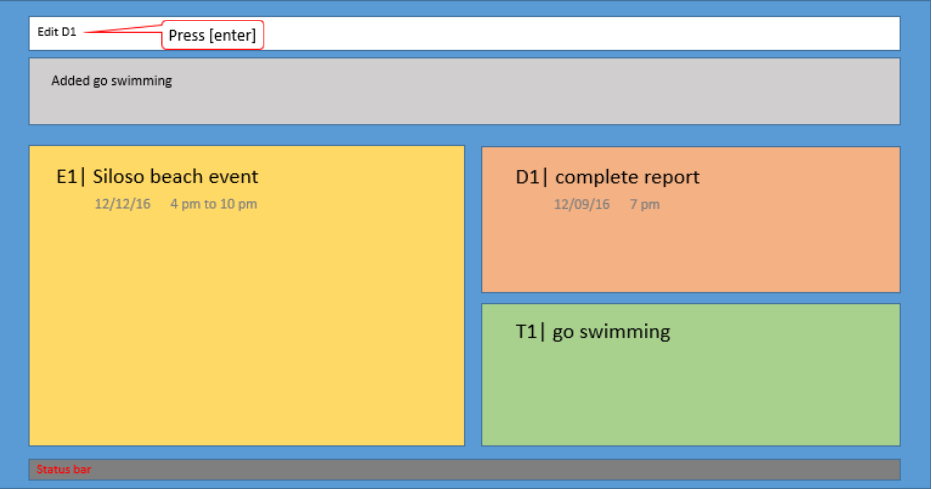 Edit D1
Press [enter]
Added go swimming
E1| Siloso beach event
12/12/16 4 pm to 10 pm
D1| complete report
12/09/16 7 pm
T1| go swimming
Status bar